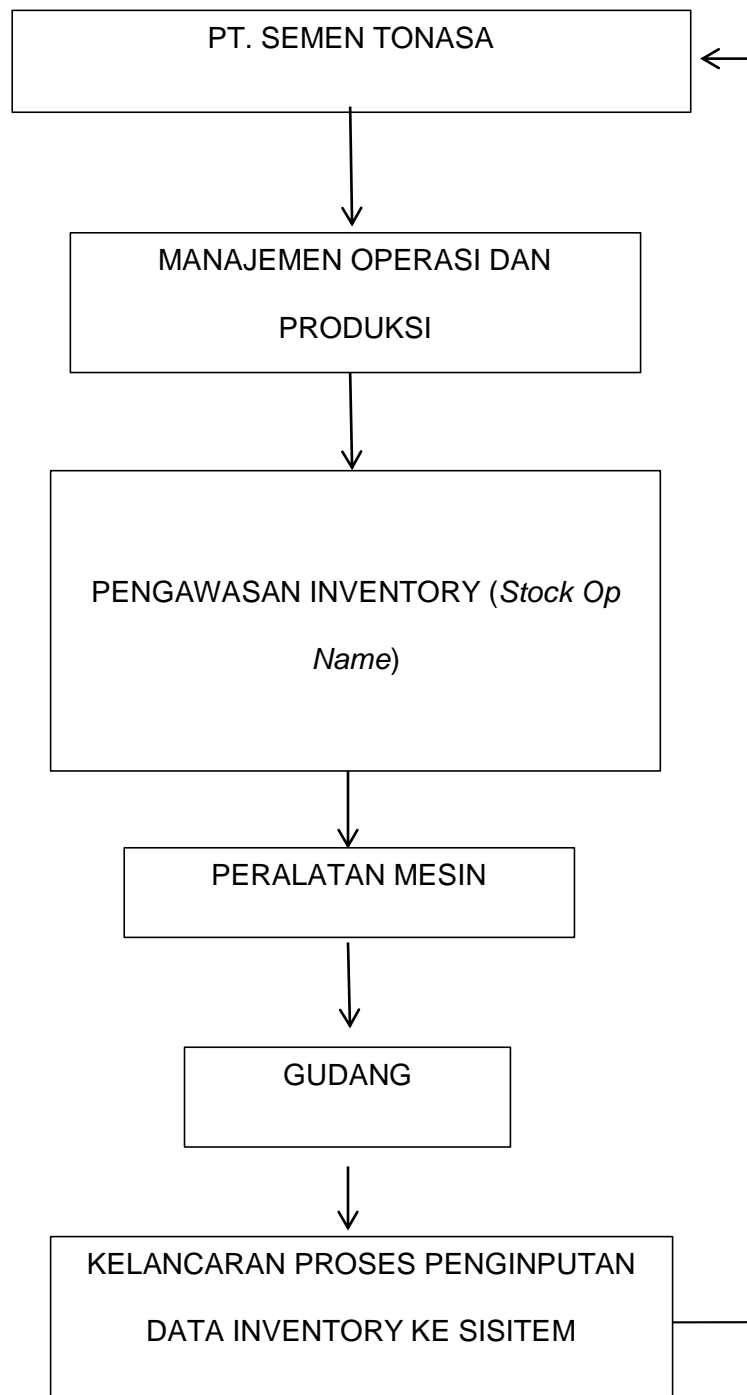 PT. SEMEN TONASA
MANAJEMEN OPERASI DAN
PRODUKSI
PENGAWASAN INVENTORY (Stock Op
Name)
PERALATAN MESIN
GUDANG
KELANCARAN PROSES PENGINPUTAN
DATA INVENTORY KE SISITEM